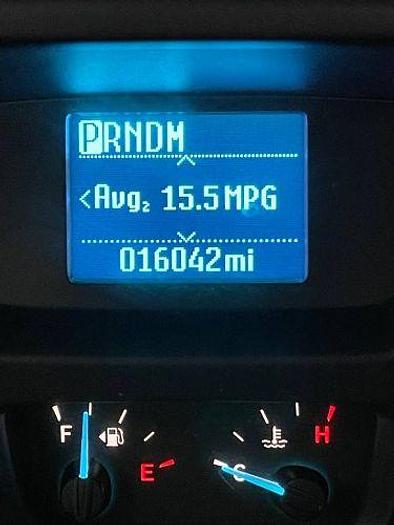 PRNDM
<Avg₂ 15.5MPG
016042mi
F E C H